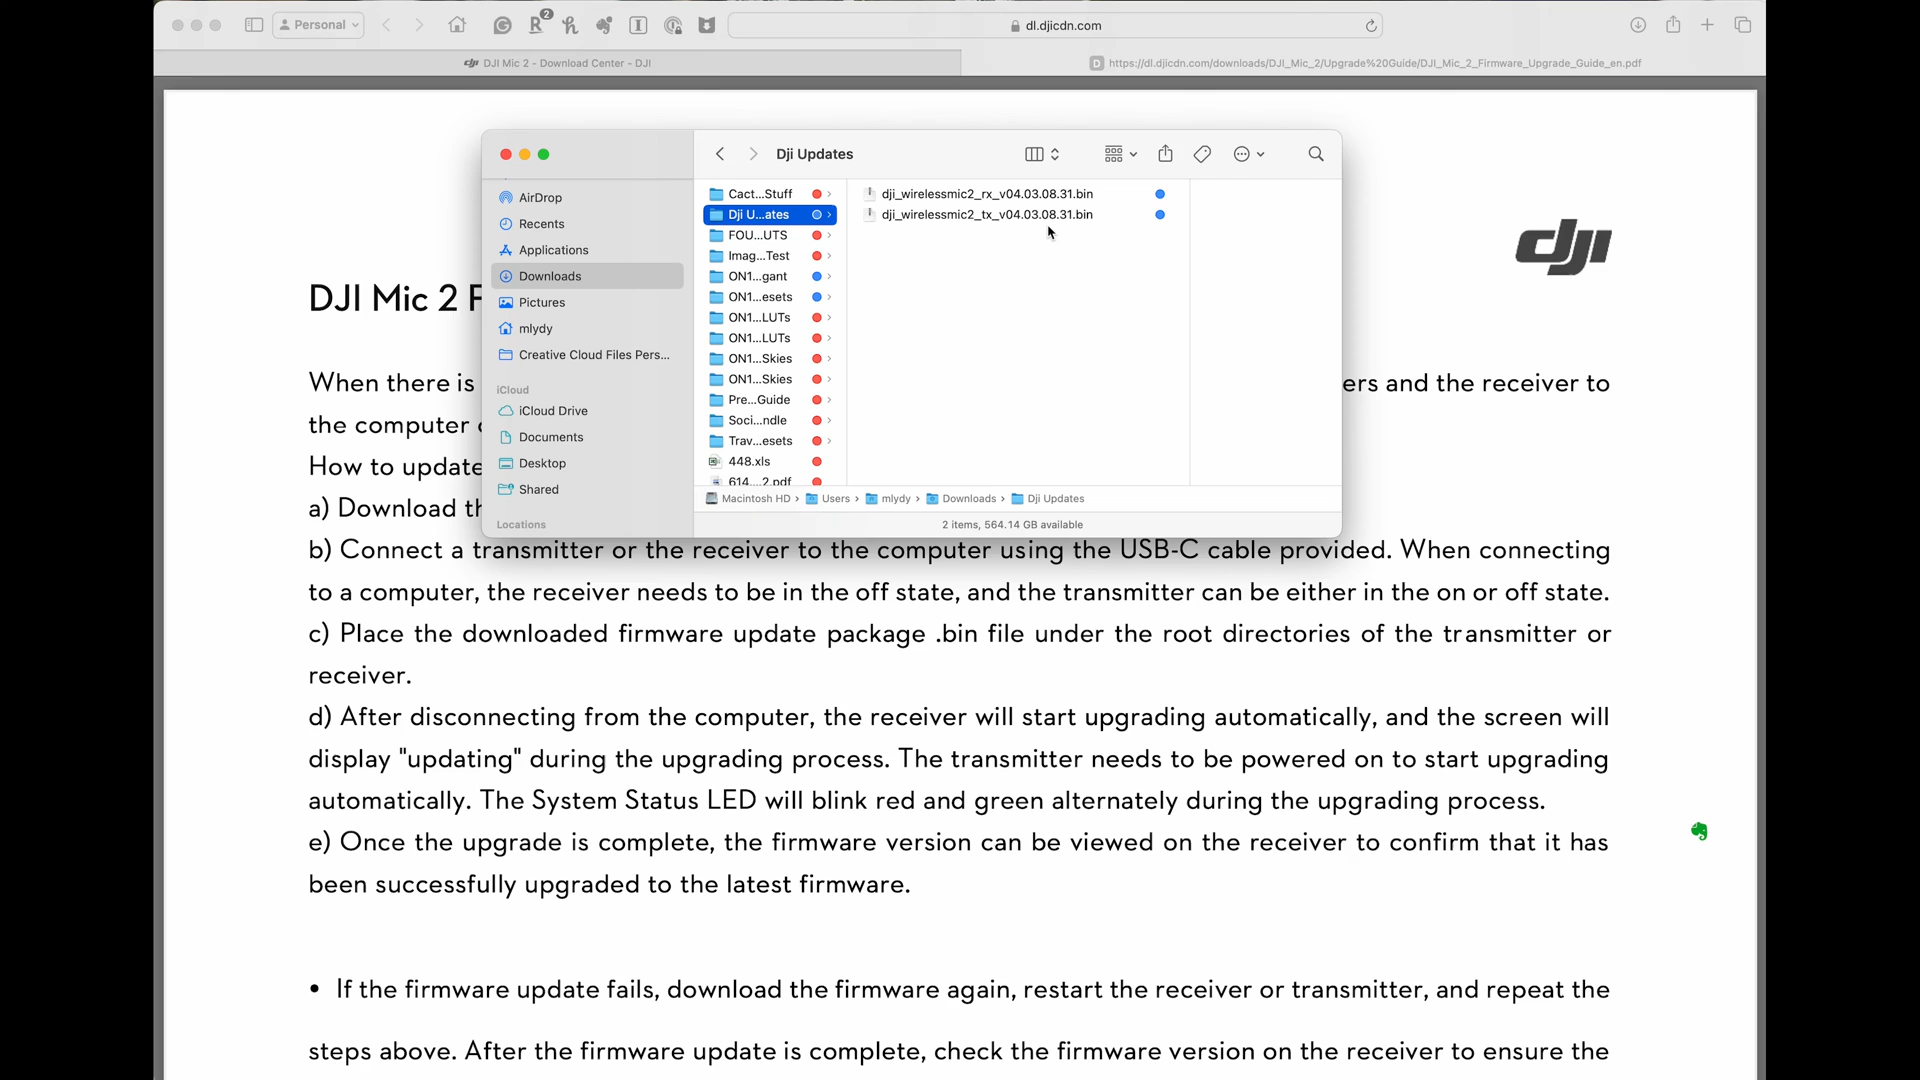 Personal
2
dl.djicdn.com
DJI Mic 2 - Download Center - DJI
D https://dl.djicdn.com/downloads/DJI_Mic_2/Upgrade%20Guide/DJI_Mic_2_Firmware_Upgrade_Guide_en.pdf
Dji Updates
AirDrop
Recents
Applications
Downloads
Pictures
mlydy
Creative Cloud Files Pers...
iCloud
iCloud Drive
Documents
Desktop
Shared
Locations
Cact...Stuff
Dji U...ates
FOU...UTS
Imag...Test
ON1...gant
ON1...esets
ON1...LUTs
ON1...LUTs
ON1...Skies
ON1...Skies
Pre...Guide
Soci...ndle
Trav...esets
448.xls
614....2.pdf
dji_wirelessmic2_rx_v04.03.08.31.bin
dji_wirelessmic2_tx_v04.03.08.31.bin
Macintosh HD › Users › mlydy › Downloads › Dji Updates
2 items, 564.14 GB available
dji
DJI Mic 2 F
When there is ers and the receiver to
the computer
How to update
a) Download th
b) Connect a transmitter or the receiver to the computer using the USB-C cable provided. When connecting
to a computer, the receiver needs to be in the off state, and the transmitter can be either in the on or off state.
c) Place the downloaded firmware update package .bin file under the root directories of the transmitter or
receiver.
d) After disconnecting from the computer, the receiver will start upgrading automatically, and the screen will
display "updating" during the upgrading process. The transmitter needs to be powered on to start upgrading
automatically. The System Status LED will blink red and green alternately during the upgrading process.
e) Once the upgrade is complete, the firmware version can be viewed on the receiver to confirm that it has
been successfully upgraded to the latest firmware.
• If the firmware update fails, download the firmware again, restart the receiver or transmitter, and repeat the
steps above. After the firmware update is complete, check the firmware version on the receiver to ensure the